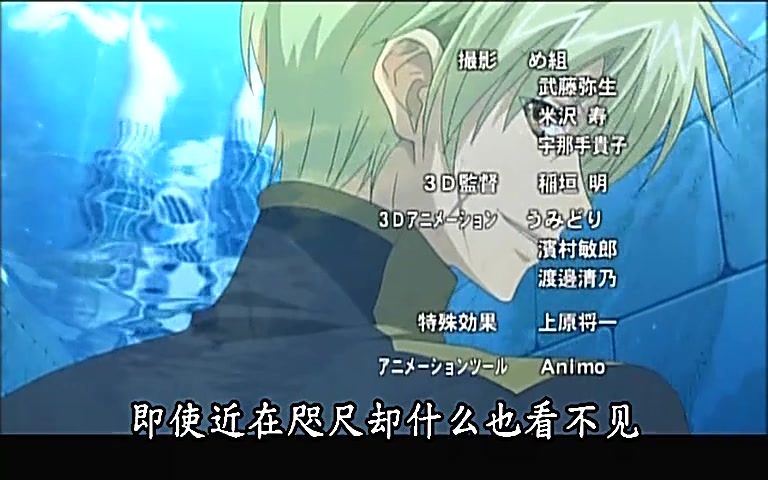 撮影 め組
武藤弥生
米沢 寿
宇那手貴子
3D監督 稲垣 明
3Dアニメーション うみどり
濱村敏郎
渡邊清乃
特殊効果 上原将一
アニメーションツール Animo
即使近在咫尺却什么也看不见